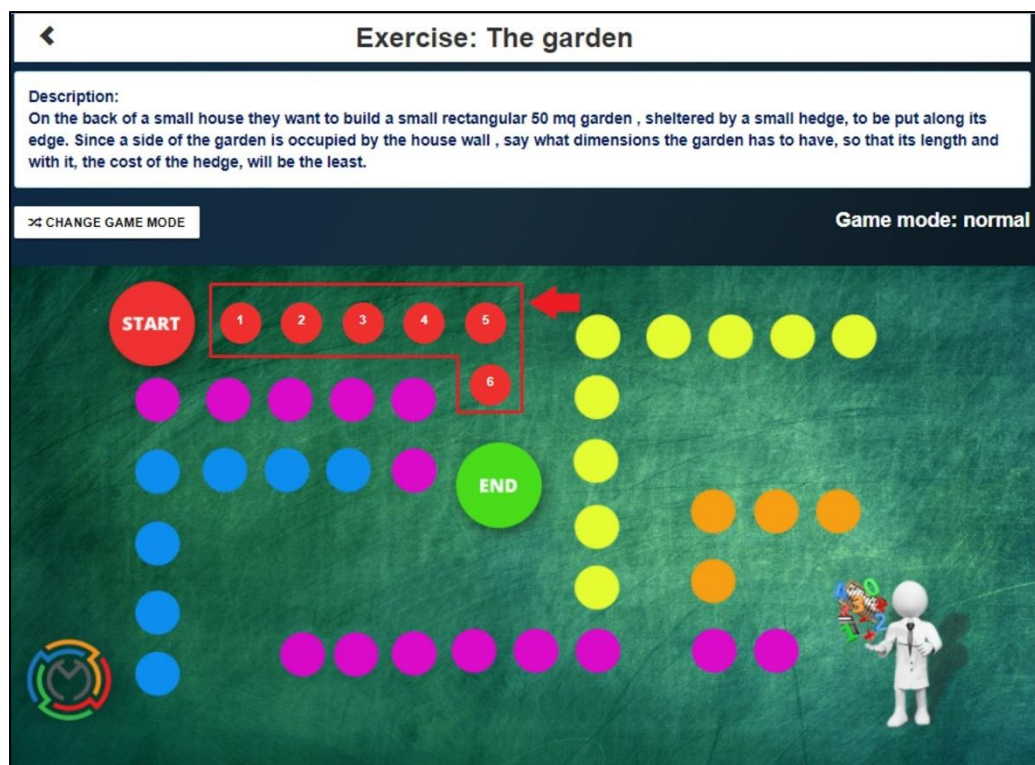 Exercise: The garden
Description:
On the back of a small house they want to build a small rectangular 50 mq garden , sheltered by a small hedge, to be put along its
edge. Since a side of the garden is occupied by the house wall , say what dimensions the garden has to have, so that its length and
with it, the cost of the hedge, will be the least.
CHANGE GAME MODE
Game mode: normal
START
1
2
3
4
5
6
END